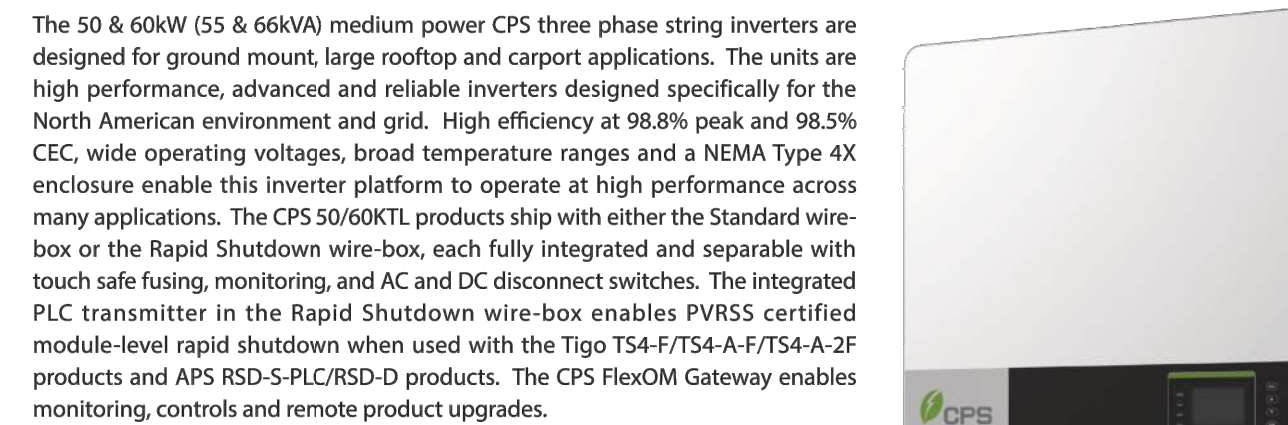 The 50 & 60kW (55 & 66kVA) medium power CPS three phase string inverters are
designed for ground mount, large rooftop and carport applications. The units are
high performance, advanced and reliable inverters designed specifically for the
North American environment and grid. High efficiency at 98.8% peak and 98.5%
CEC, wide operating voltages, broad temperature ranges and a NEMA Type 4X
enclosure enable this inverter platform to operate at high performance across
many applications. The CPS 50/60KTL products ship with either the Standard wire-
box or the Rapid Shutdown wire-box, each fully integrated and separable with
touch safe fusing, monitoring, and AC and DC disconnect switches. The integrated
PLC transmitter in the Rapid Shutdown wire-box enables PVRSS certified
module-level rapid shutdown when used with the Tigo TS4-F/TS4-A-F/TS4-A-2F
products and APS RSD-S-PLC/RSD-D products. The CPS FlexOM Gateway enables
monitoring, controls and remote product upgrades.
CPS